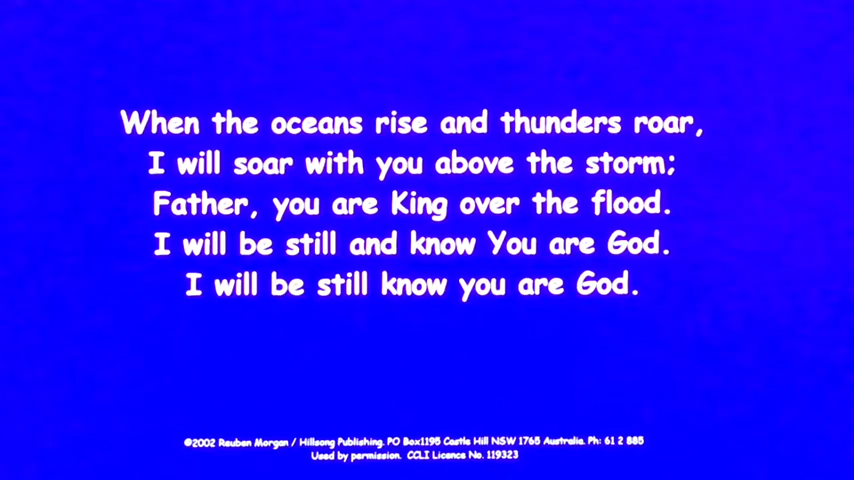 When the oceans rise and thunders roar,
I will soar with you above the storm;
Father, you are King over the flood.
I will be still and know You are God.
I will be still know you are God.
©2002 Reuben Morgan / Hillsong Publishing. PO Box1195 Castle Hill NSW 1765 Australia. Ph: 61 2 885
Used by permission. CCLI Licence No. 119323